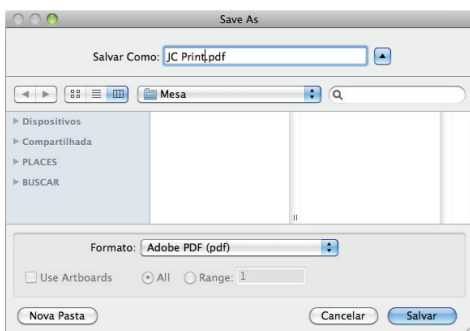 Save As
Salvar Como: JC Print.pdf
Mesa
Dispositivos
Compartilhada
PLACES
BUSCAR
Formato: Adobe PDF (pdf)
Use Artboards All Range: 1
Nova Pasta Cancelar Salvar